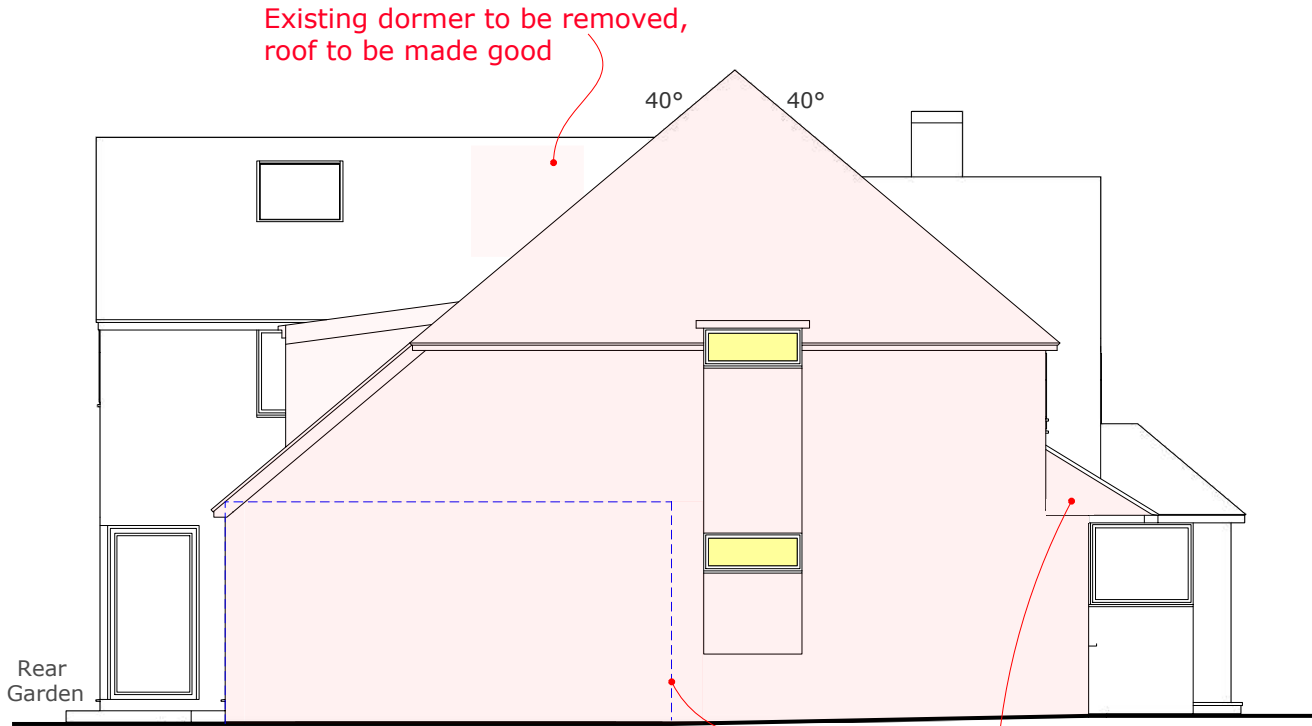 Existing dormer to be removed,
roof to be made good
40°
40°
Rear
Garden